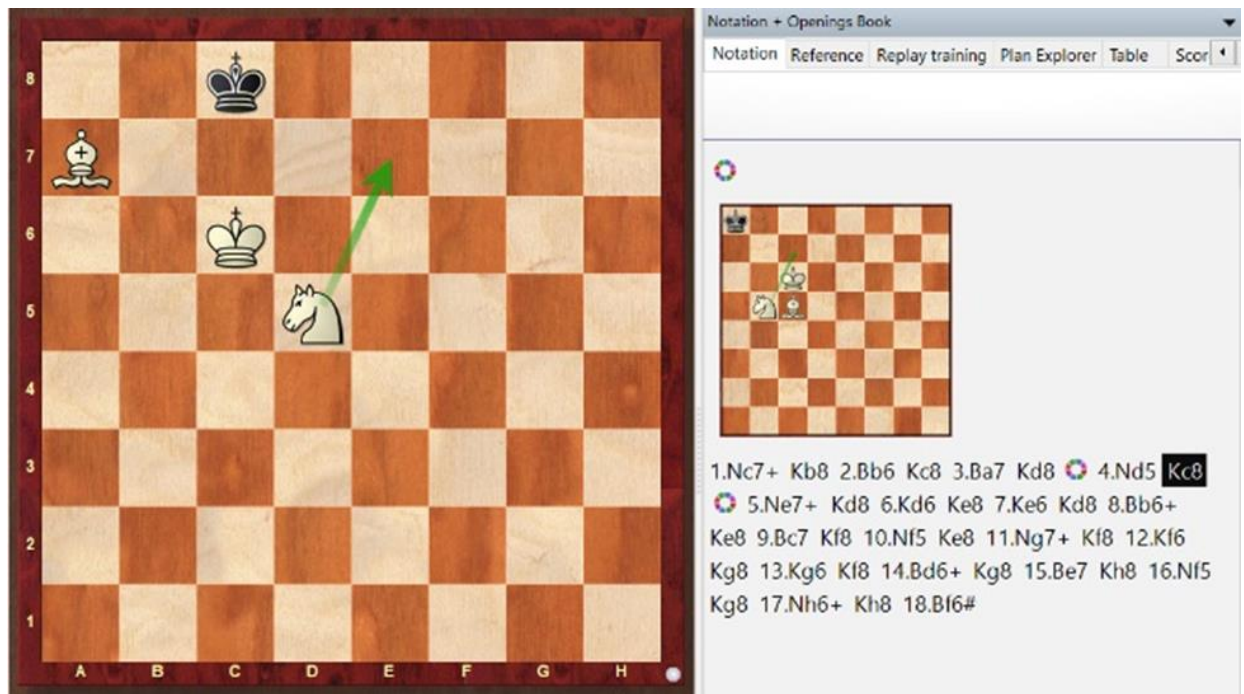 Notation + Openings Book
Notation Reference Replay training Plan Explorer Table Scor
8
7
6
5
4
3
2
1
A B C D E F G H
1.Nc7+ Kb8 2.Bb6 Kc8 3.Ba7 Kd8 4.Nd5 Kc8
5.Ne7+ Kd8 6.Kd6 Ke8 7.Ke6 Kd8 8.Bb6+
Ke8 9.Bc7 Kf8 10.Nf5 Ke8 11.Ng7+ Kf8 12.Kf6
Kg8 13.Kg6 Kf8 14.Bd6+ Kg8 15.Be7 Kh8 16.Nf5
Kg8 17.Nh6+ Kh8 18.Bf6#